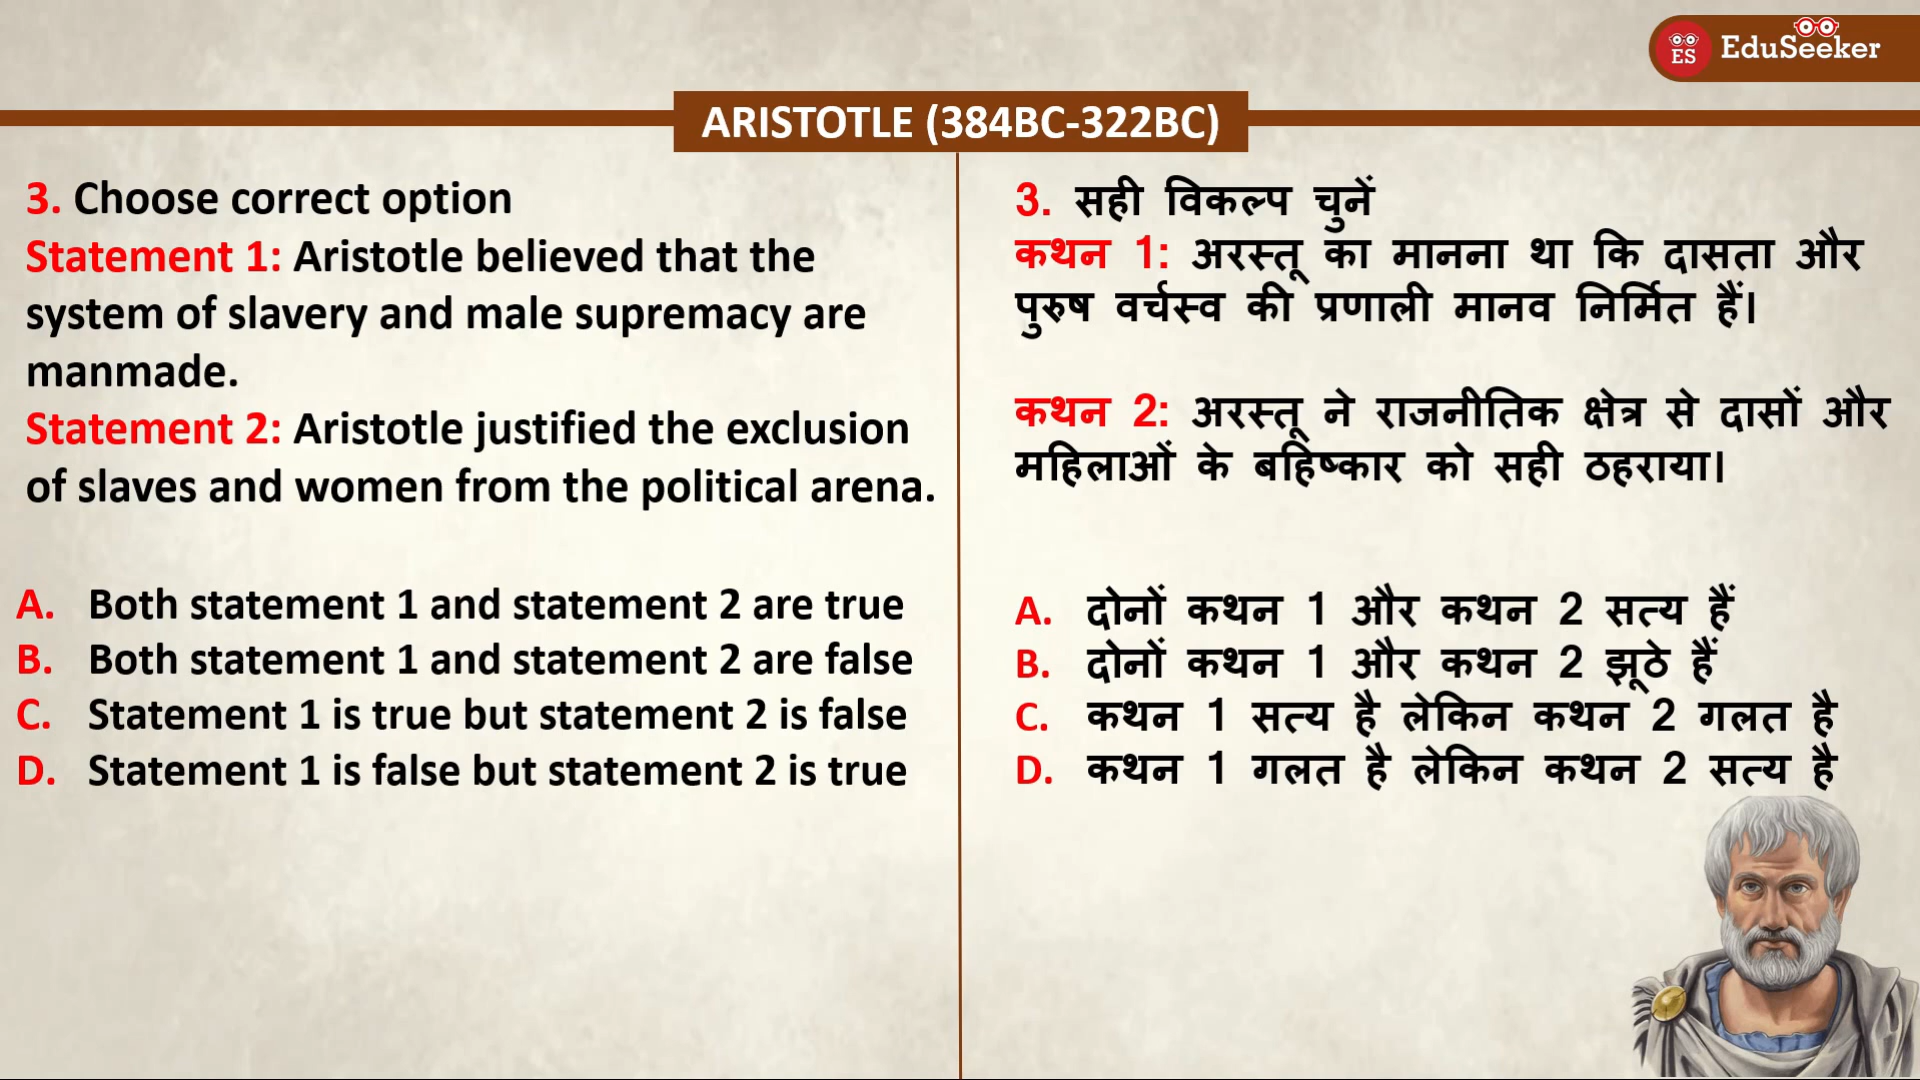 ES EduSeeker
ARISTOTLE (384BC-322BC)
3. Choose correct option
Statement 1: Aristotle believed that the
system of slavery and male supremacy are
manmade.
Statement 2: Aristotle justified the exclusion
of slaves and women from the political arena.
A. Both statement 1 and statement 2 are true
B. Both statement 1 and statement 2 are false
C. Statement 1 is true but statement 2 is false
D. Statement 1 is false but statement 2 is true
3. सही विकल्प चुनें
कथन 1: अरस्तू का मानना था कि दासता और
पुरुष वर्चस्व की प्रणाली मानव निर्मित हैं।
कथन 2: अरस्तू ने राजनीतिक क्षेत्र से दासों और
महिलाओं के बहिष्कार को सही ठहराया।
A. दोनों कथन 1 और कथन 2 सत्य हैं
B. दोनों कथन 1 और कथन 2 झूठे हैं
C. कथन 1 सत्य है लेकिन कथन 2 गलत है
D. कथन 1 गलत है लेकिन कथन 2 सत्य है